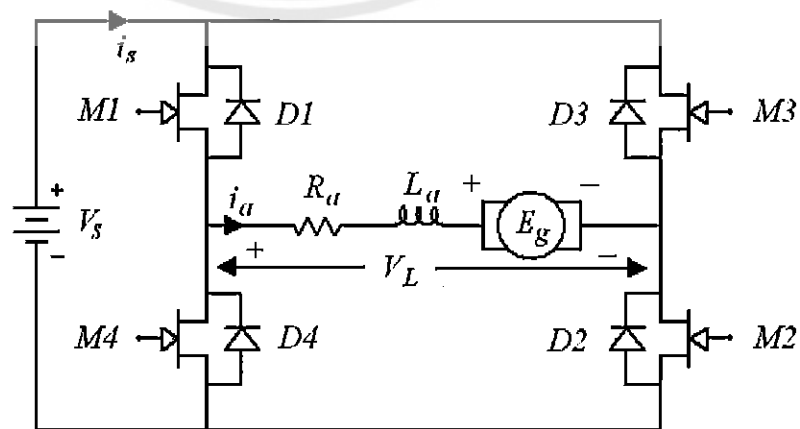 i_s
M1
D1
D3
M3
+
V_s
−
i_a
R_a
L_a
+
E_g
−
+
V_L
−
M4
D4
D2
M2